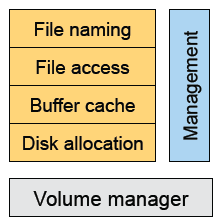 File naming
File access
Buffer cache
Disk allocation
Management
Volume manager